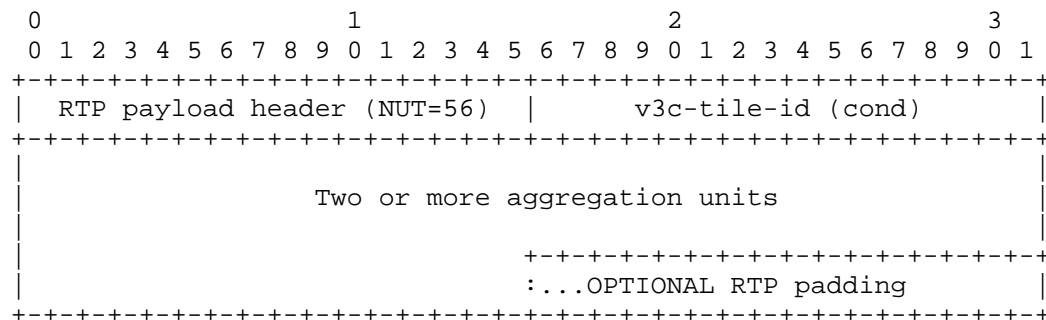 0                   1                   2                   3
 0 1 2 3 4 5 6 7 8 9 0 1 2 3 4 5 6 7 8 9 0 1 2 3 4 5 6 7 8 9 0 1
+-+-+-+-+-+-+-+-+-+-+-+-+-+-+-+-+-+-+-+-+-+-+-+-+-+-+-+-+-+-+-+-+
|  RTP payload header (NUT=56)  |      v3c-tile-id (cond)       |
+-+-+-+-+-+-+-+-+-+-+-+-+-+-+-+-+-+-+-+-+-+-+-+-+-+-+-+-+-+-+-+-+
|                                                               |
|                  Two or more aggregation units                |
|                                                               |
|                               +-+-+-+-+-+-+-+-+-+-+-+-+-+-+-+-+
|                               :...OPTIONAL RTP padding        |
+-+-+-+-+-+-+-+-+-+-+-+-+-+-+-+-+-+-+-+-+-+-+-+-+-+-+-+-+-+-+-+-+